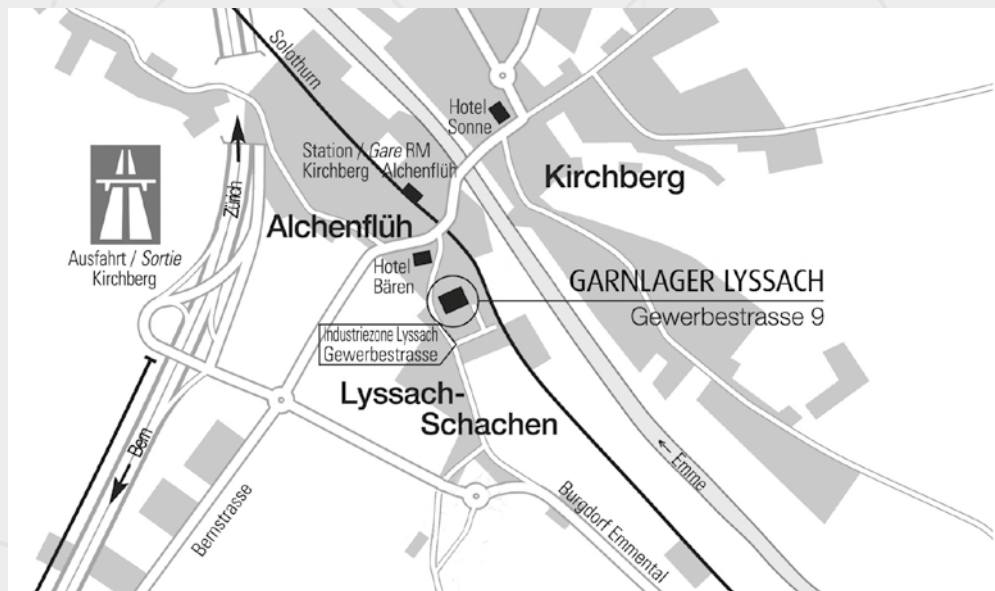 Solothurn
Hotel
Sonne
Station / Gare RM
Kirchberg - Alchenflüh
Kirchberg
Zürich
Alchenflüh
Ausfahrt / Sortie
Kirchberg
Hotel
Bären
GARNLAGER LYSSACH
Gewerbestrasse 9
Industriezone Lyssach
Gewerbestrasse
Lyssach-
Schachen
Bern
← Emme
Bernstrasse
Burgdorf Emmental